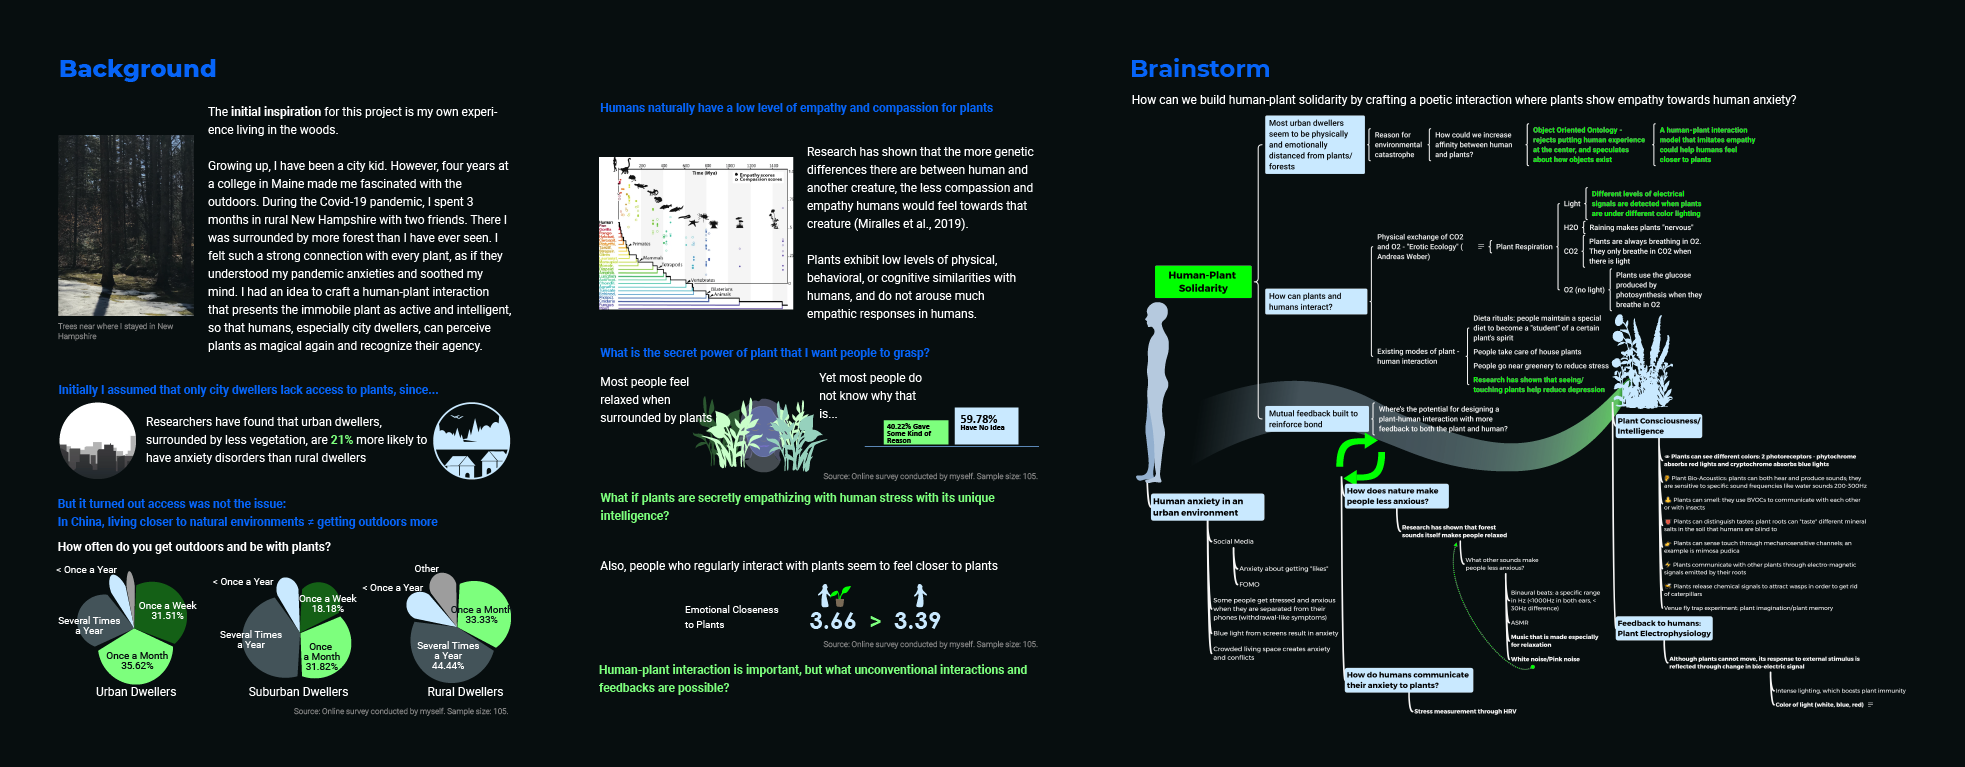 Background
The initial inspiration for this project is my own experi-
ence living in the woods.
Growing up, I have been a city kid. However, four years at
a college in Maine made me fascinated with the
outdoors. During the Covid-19 pandemic, I spent 3
months in rural New Hampshire with two friends. There I
was surrounded by more forest than I have ever seen. I
felt such a strong connection with every plant, as if they
understood my pandemic anxieties and soothed my
mind. I had an idea to craft a human-plant interaction
that presents the immobile plant as active and intelligent,
so that humans, especially city dwellers, can perceive
plants as magical again and recognize their agency.
Trees near where I stayed in New
Hampshire
Initially I assumed that only city dwellers lack access to plants, since...
Researchers have found that urban dwellers,
surrounded by less vegetation, are 21% more likely to
have anxiety disorders than rural dwellers
But it turned out access was not the issue:
In China, living closer to natural environments ≠ getting outdoors more
How often do you get outdoors and be with plants?
< Once a Year
Once a Week
31.51%
Several Times
a Year
Once a Month
35.62%
Urban Dwellers
< Once a Year
Once a Week
18.18%
Several Times
a Year
Once
a Month
31.82%
Suburban Dwellers
Other
< Once a Year
Once a Month
33.33%
Several Times
a Year
44.44%
Rural Dwellers
Source: Online survey conducted by myself. Sample size: 105.
Humans naturally have a low level of empathy and compassion for plants
Time (Mya)
Empathy scores
Compassion scores
Human
Primates
Mammals
Tetrapods
Vertebrates
Bilaterians
Animals
Research has shown that the more genetic
differences there are between human and
another creature, the less compassion and
empathy humans would feel towards that
creature (Miralles et al., 2019).
Plants exhibit low levels of physical,
behavioral, or cognitive similarities with
humans, and do not arouse much
empathic responses in humans.
What is the secret power of plant that I want people to grasp?
Most people feel
relaxed when
surrounded by plants
Yet most people do
not know why that
is...
40.22% Gave
Some Kind of
Reason
59.78%
Have No Idea
Source: Online survey conducted by myself. Sample size: 105.
What if plants are secretly empathizing with human stress with its unique
intelligence?
Also, people who regularly interact with plants seem to feel closer to plants
Emotional Closeness
to Plants
3.66 > 3.39
Source: Online survey conducted by myself. Sample size: 105.
Human-plant interaction is important, but what unconventional interactions and
feedbacks are possible?
Brainstorm
How can we build human-plant solidarity by crafting a poetic interaction where plants show empathy towards human anxiety?
Human-Plant
Solidarity
Most urban dwellers
seem to be physically
and emotionally
distanced from plants/
forests
Reason for
environmental
catastrophe
How could we increase
affinity between human
and plants?
Object Oriented Ontology -
rejects putting human experience
at the center, and speculates
about how objects exist
A human-plant interaction
model that imitates empathy
could help humans feel
closer to plants
How can plants and
humans interact?
Physical exchange of CO2
and O2 - "Erotic Ecology" (
Andreas Weber)
Plant Respiration
Light
Different levels of electrical
signals are detected when plants
are under different color lighting
H2O
Raining makes plants "nervous"
CO2
Plants are always breathing in O2.
They only breathe in CO2 when
there is light
O2 (no light)
Plants use the glucose
produced by
photosynthesis when they
breathe in O2
Existing modes of plant -
human interaction
Dieta rituals: people maintain a special
diet to become a "student" of a certain
plant's spirit
People take care of house plants
People go near greenery to reduce stress
Research has shown that seeing/
touching plants help reduce depression
Mutual feedback built to
reinforce bond
Where's the potential for designing a
plant-human interaction with more
feedback to both the plant and human?
Human anxiety in an
urban environment
Social Media
Anxiety about getting "likes"
FOMO
Some people get stressed and anxious
when they are separated from their
phones (withdrawal-like symptoms)
Blue light from screens result in anxiety
Crowded living space creates anxiety
and conflicts
How does nature make
people less anxious?
Research has shown that forest
sounds itself makes people relaxed
What other sounds make
people less anxious?
Binaural beats: a specific range
in Hz (<1000Hz in both ears, <
30Hz difference)
ASMR
Music that is made especially
for relaxation
White noise/Pink noise
How do humans communicate
their anxiety to plants?
Stress measurement through HRV
Plant Consciousness/
Intelligence
Plants can see different colors: 2 photoreceptors - phytochrome
absorbs red lights and cryptochrome absorbs blue lights
Plant Bio-Acoustics: plants can both hear and produce sounds; they
are sensitive to specific sound frequencies like water sounds 200-300Hz
Plants can smell: they use BVOCs to communicate with each other
or with insects
Plants can distinguish tastes: plant roots can "taste" different mineral
salts in the soil that humans are blind to
Plants can sense touch through mechanosensitive channels; an
example is mimosa pudica
Plants communicate with other plants through electro-magnetic
signals emitted by their roots
Plants release chemical signals to attract wasps in order to get rid
of caterpillars
Venue fly trap experiment: plant imagination/plant memory
Feedback to humans:
Plant Electrophysiology
Although plants cannot move, its response to external stimulus is
reflected through change in bio-electric signal
Intense lighting, which boosts plant immunity
Color of light (white, blue, red)